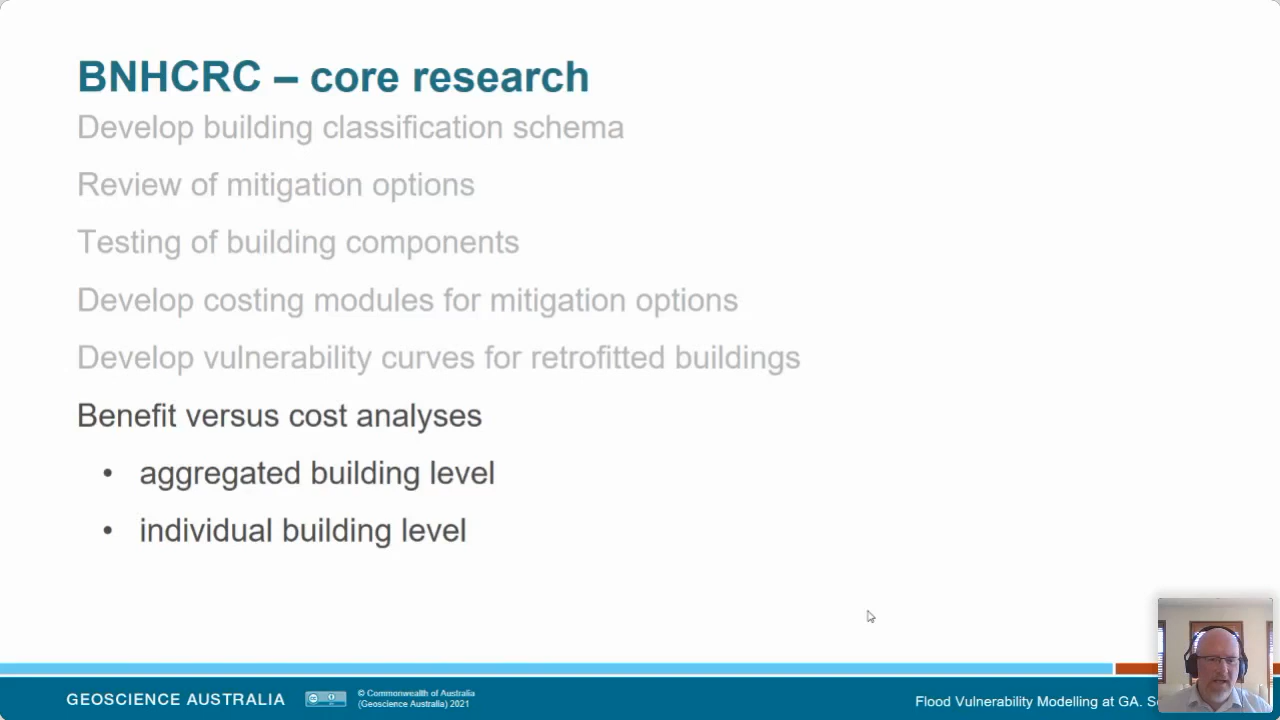 BNHCRC – core research
Develop building classification schema
Review of mitigation options
Testing of building components
Develop costing modules for mitigation options
Develop vulnerability curves for retrofitted buildings
Benefit versus cost analyses
• aggregated building level
• individual building level
GEOSCIENCE AUSTRALIA
© Commonwealth of Australia
(Geoscience Australia) 2021
Flood Vulnerability Modelling at GA.